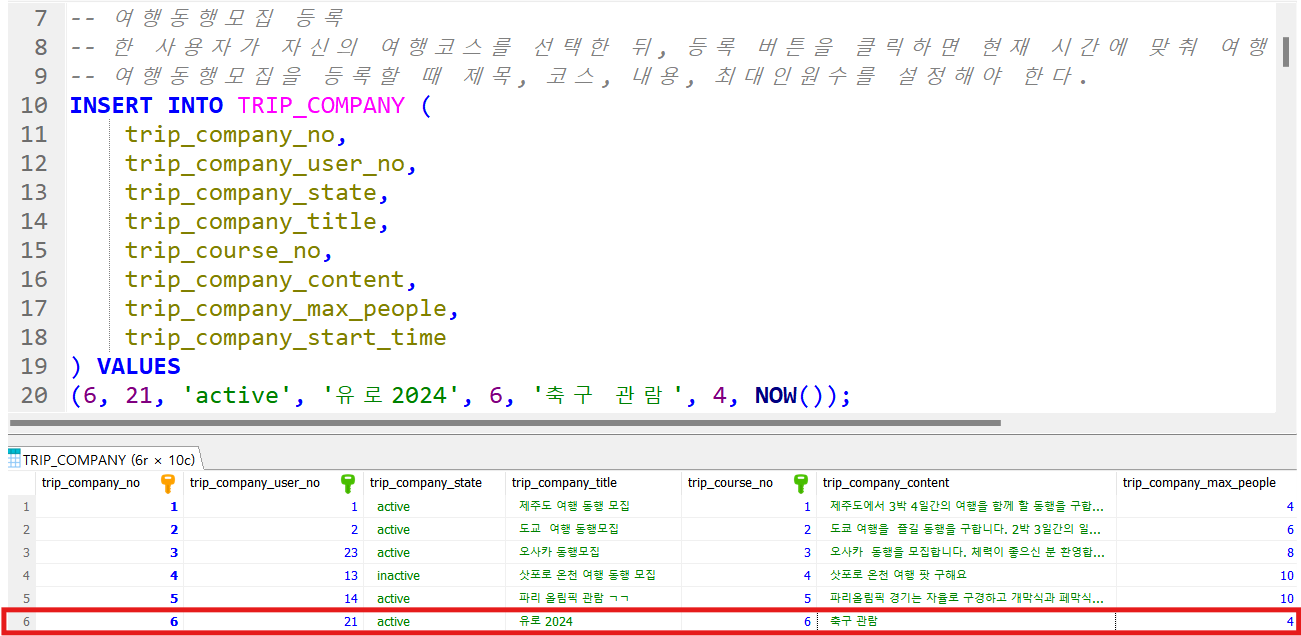 7 -- 여행동행모집 등록
8 -- 한 사용자가 자신의 여행코스를 선택한 뒤, 등록 버튼을 클릭하면 현재 시간에 맞춰 여행
9 -- 여행동행모집을 등록할 때 제목, 코스, 내용, 최대인원수를 설정해야 한다.
10 INSERT INTO TRIP_COMPANY (
11 trip_company_no,
12 trip_company_user_no,
13 trip_company_state,
14 trip_company_title,
15 trip_course_no,
16 trip_company_content,
17 trip_company_max_people,
18 trip_company_start_time
19 ) VALUES
20 (6, 21, 'active', '유로2024', 6, '축구 관람', 4, NOW());
TRIP_COMPANY (6r × 10c)
trip_company_no trip_company_user_no trip_company_state trip_company_title trip_course_no trip_company_content trip_company_max_people
1 1 1 active 제주도 여행 동행 모집 1 제주도에서 3박 4일간의 여행을 함께 할 동행을 구합... 4
2 2 2 active 도교 여행 동행모집 2 도쿄 여행을 즐길 동행을 구합니다. 2박 3일간의 일... 6
3 3 23 active 오사카 동행모집 3 오사카 동행을 모집합니다. 체력이 좋으신 분 환영합... 8
4 4 13 inactive 삿포로 온천 여행 동행 모집 4 삿포로 온천 여행 팟 구해요 10
5 5 14 active 파리 올림픽 관람 ㄱㄱ 5 파리올림픽 경기는 자율로 구경하고 개막식과 폐막식... 10
6 6 21 active 유로 2024 6 축구 관람 4